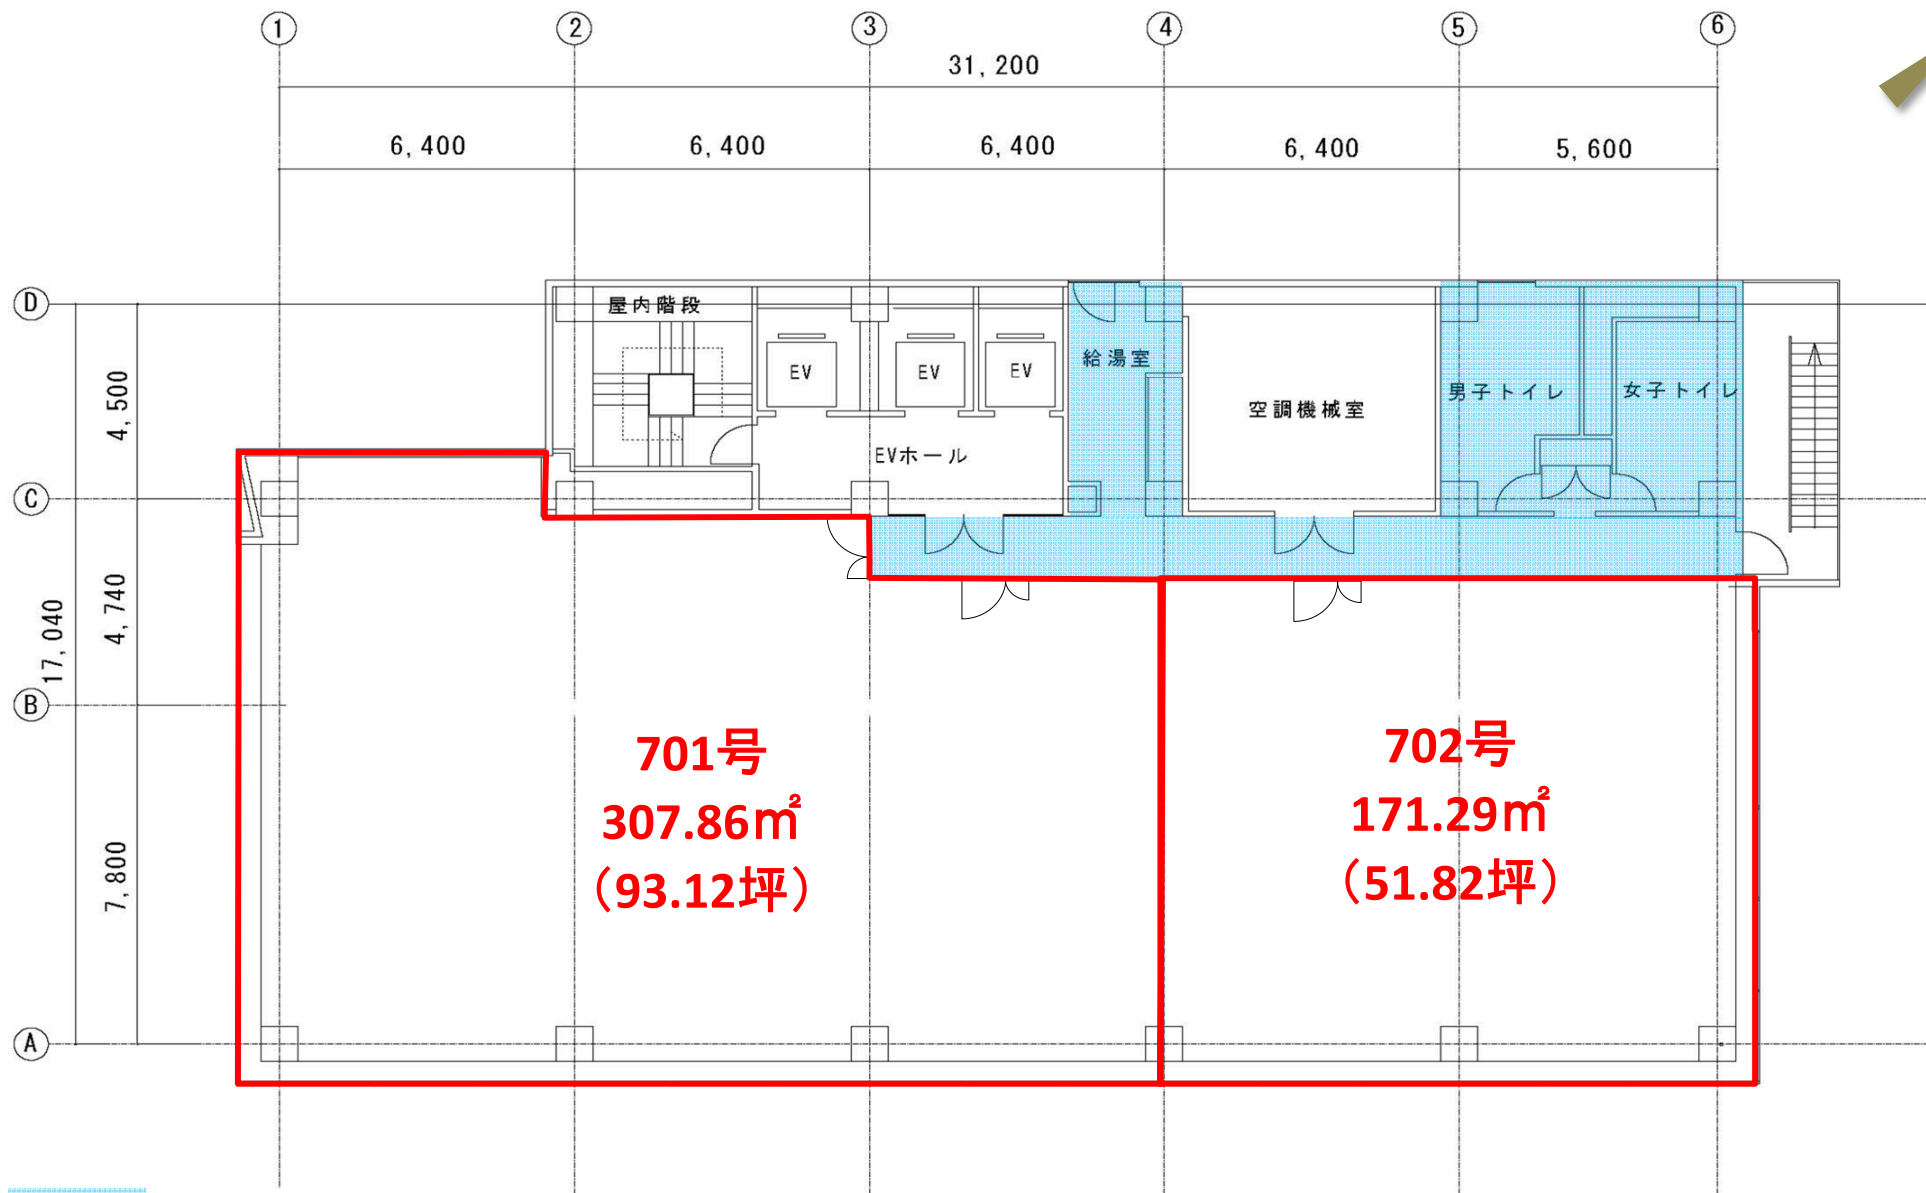 1 2 3 4 5 6
31,200
6,400 6,400 6,400 6,400 5,600
D
屋内階段
EV EV EV
給湯室
空調機械室
男子トイレ
女子トイレ
4,500
EVホール
C
4,740
17,040
B
701号
307.86㎡
（93.12坪）
702号
171.29㎡
（51.82坪）
7,800
A